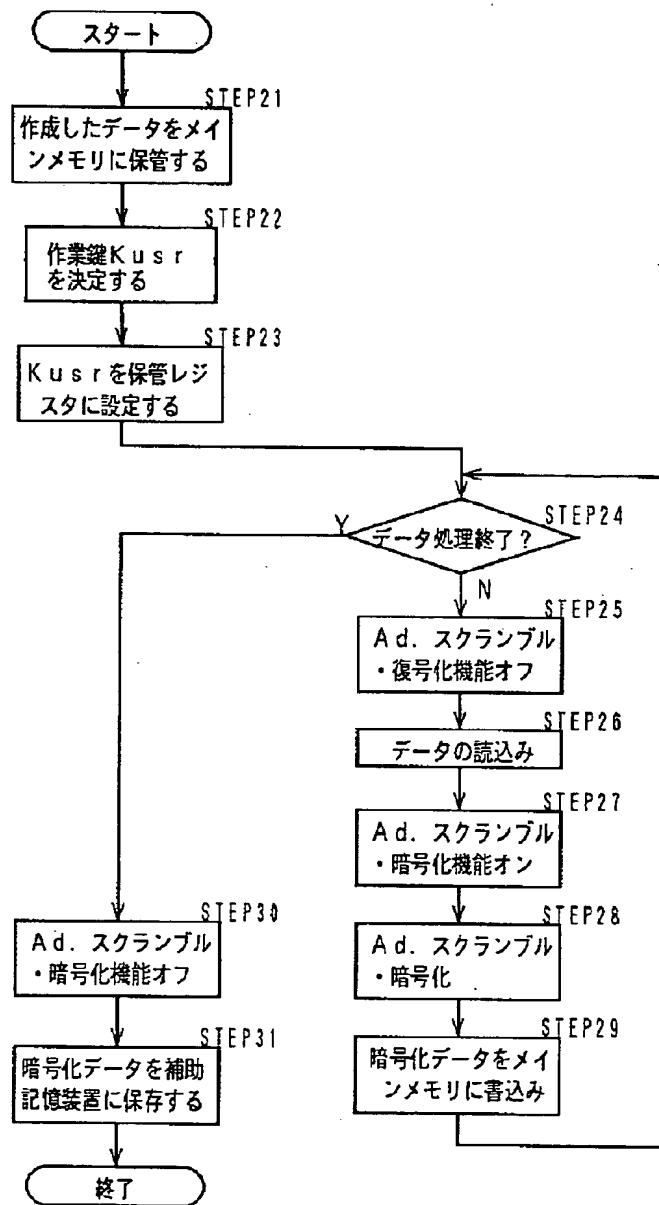 スタート
STEP21
作成したデータをメイ
ンメモリに保管する
STEP22
作業鍵Kusr
を決定する
STEP23
Kusrを保管レジ
スタに設定する
STEP24
データ処理終了?
Y
N
STEP25
Ad. スクランブル
・復号化機能オフ
STEP26
データの読込み
STEP27
Ad. スクランブル
・暗号化機能オン
STEP28
Ad. スクランブル
・暗号化
STEP29
暗号化データをメイ
ンメモリに書込み
STEP30
Ad. スクランブル
・暗号化機能オフ
STEP31
暗号化データを補助
記憶装置に保存する
終了